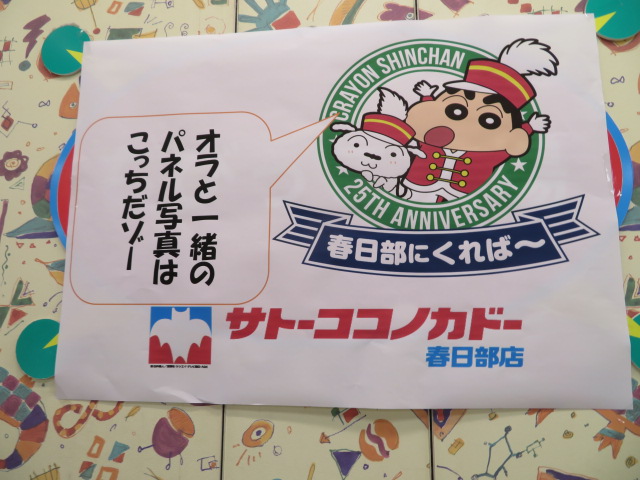 CRAYON SHINCHAN
25TH ANNIVERSARY
春日部にくれば〜
オラと一緒の
パネル写真は
こっちだゾー
サトーココノカドー
春日部店